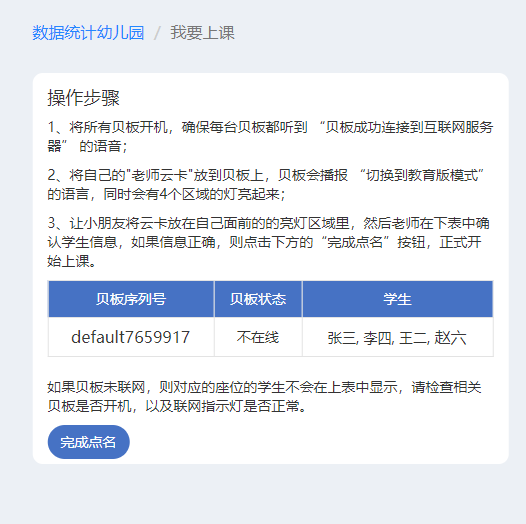 数据统计幼儿园 / 我要上课
操作步骤
1、将所有贝板开机，确保每台贝板都听到 “贝板成功连接到互联网服务
器” 的语音；
2、将自己的"老师云卡"放到贝板上，贝板会播报 “切换到教育版模式”
的语言，同时会有4个区域的灯亮起来；
3、让小朋友将云卡放在自己面前的的亮灯区域里，然后老师在下表中确
认学生信息，如果信息正确，则点击下方的“完成点名”按钮，正式开
始上课。
贝板序列号 贝板状态 学生
default7659917 不在线 张三, 李四, 王二, 赵六
如果贝板未联网，则对应的座位的学生不会在上表中显示，请检查相关
贝板是否开机，以及联网指示灯是否正常。
完成点名